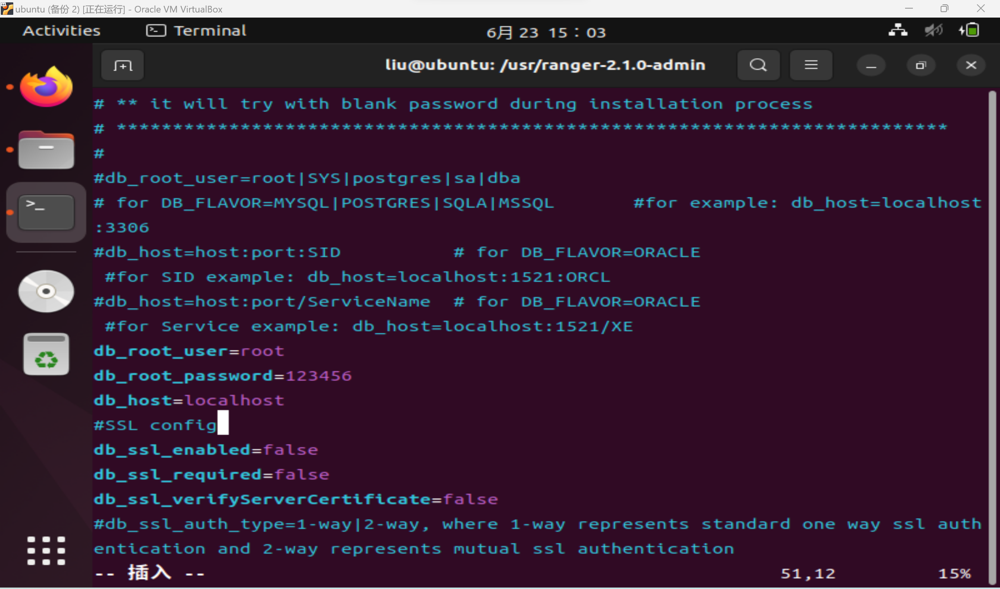 ubuntu (备份 2) [正在运行] - Oracle VM VirtualBox
Activities Terminal 6月 23 15：03
liu@ubuntu: /usr/ranger-2.1.0-admin
# ** it will try with blank password during installation process
# **************************************************************************
#
#db_root_user=root|SYS|postgres|sa|dba
# for DB_FLAVOR=MYSQL|POSTGRES|SQLA|MSSQL       #for example: db_host=localhost
:3306
#db_host=host:port:SID          # for DB_FLAVOR=ORACLE
 #for SID example: db_host=localhost:1521:ORCL
#db_host=host:port/ServiceName  # for DB_FLAVOR=ORACLE
 #for Service example: db_host=localhost:1521/XE
db_root_user=root
db_root_password=123456
db_host=localhost
#SSL config
db_ssl_enabled=false
db_ssl_required=false
db_ssl_verifyServerCertificate=false
#db_ssl_auth_type=1-way|2-way, where 1-way represents standard one way ssl auth
entication and 2-way represents mutual ssl authentication
-- 插入 -- 51,12 15%